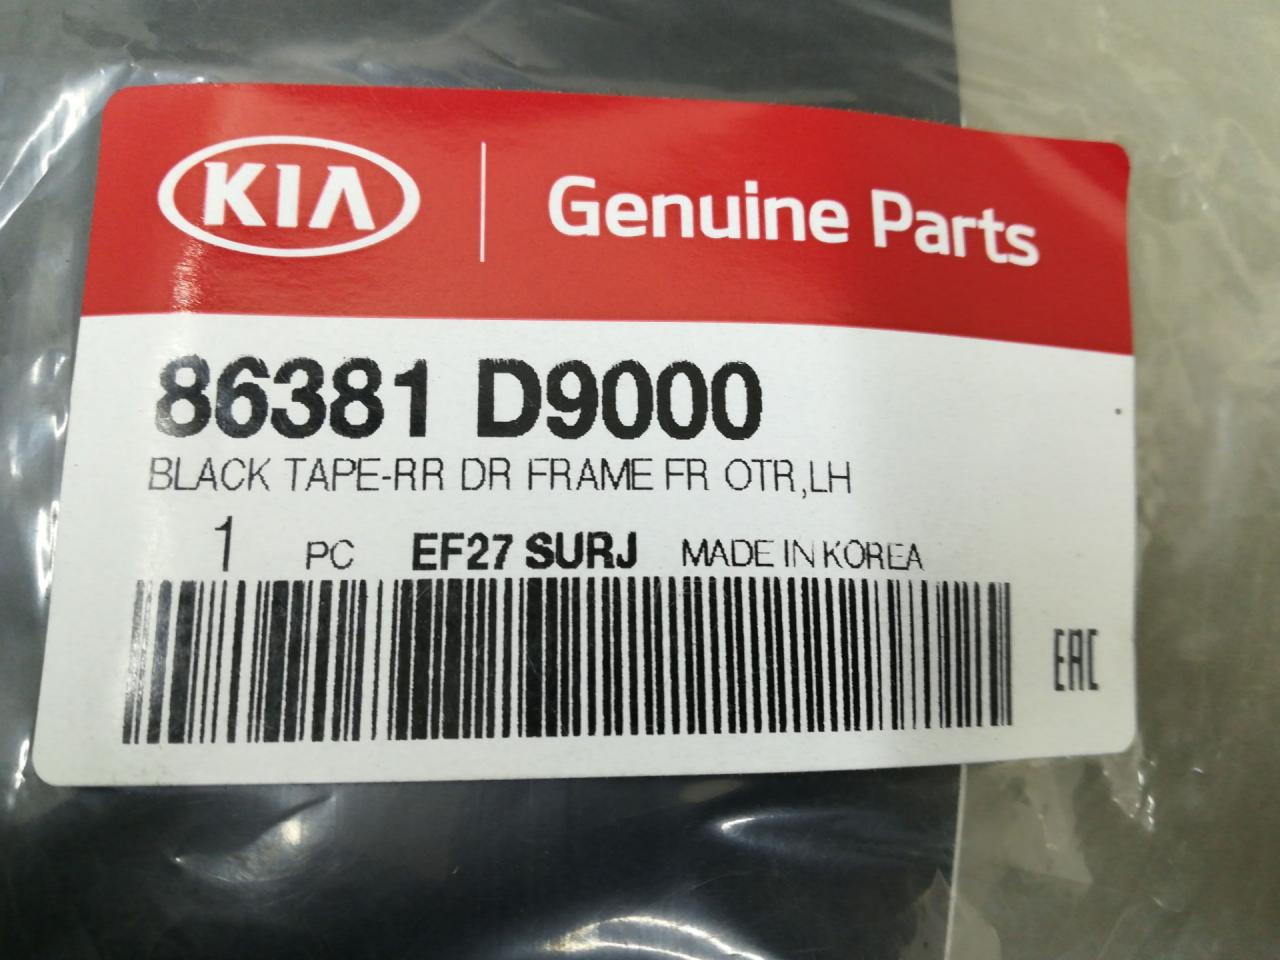 KIA Genuine Parts
86381 D9000
BLACK TAPE-RR DR FRAME FR OTR,LH
1 PC EF27 SURJ MADE IN KOREA
EAC